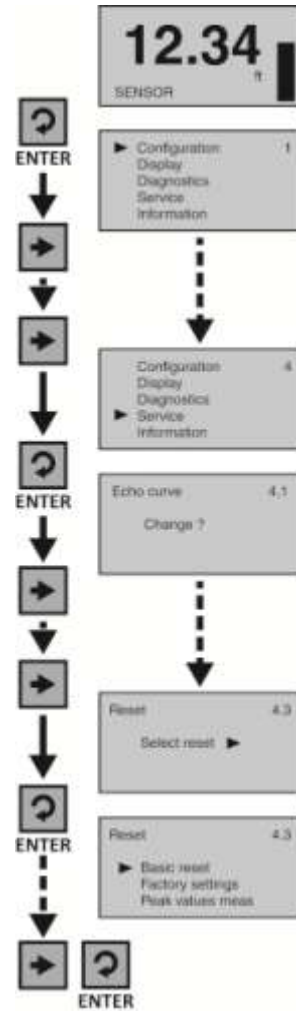 12.34
ft
SENSOR
ENTER
Configuration 1
Display
Diagnostics
Service
Information
Configuration 4
Display
Diagnostics
Service
Information
ENTER
Echo curve 4,1
Change ?
Reset 4.3
Select reset
ENTER
Reset 4.3
Basic reset
Factory settings
Peak values meas
ENTER